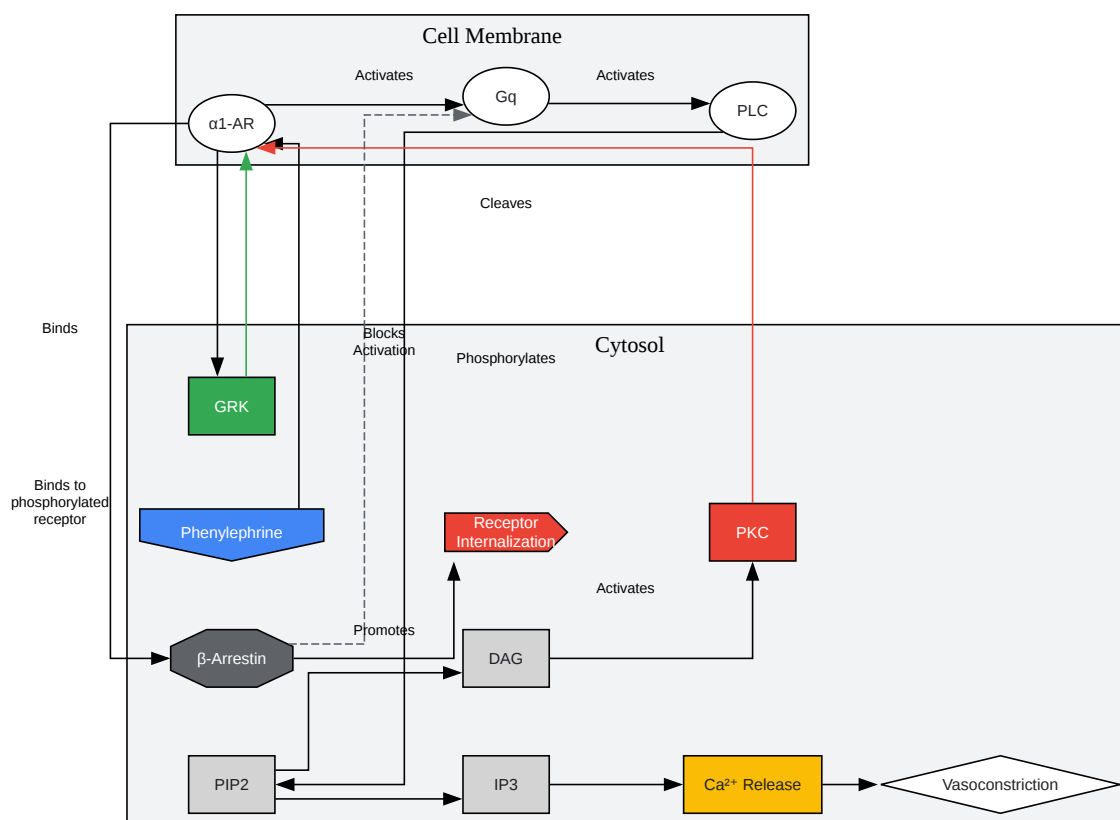 Cell Membrane
Activates
Activates
Gq
PLC
α1-AR
Cleaves
Binds
Blocks
Activation
Cytosol
Phosphorylates
GRK
Binds to
phosphorylated
receptor
Phenylephrine
Receptor
Internalization
PKC
Activates
Promotes
β-Arrestin
DAG
PIP2
IP3
Ca²⁺ Release
Vasoconstriction